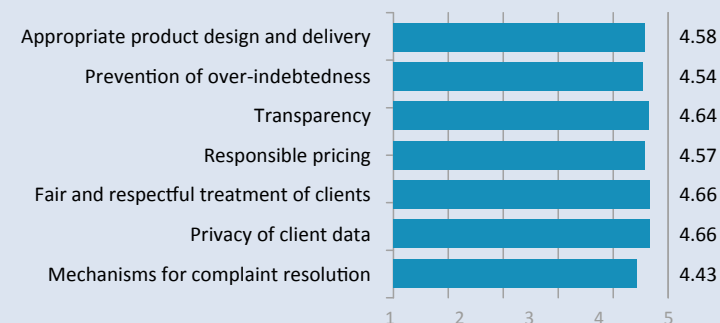 Appropriate product design and delivery 4.58
Prevention of over-indebtedness 4.54
Transparency 4.64
Responsible pricing 4.57
Fair and respectful treatment of clients 4.66
Privacy of client data 4.66
Mechanisms for complaint resolution 4.43
1 2 3 4 5